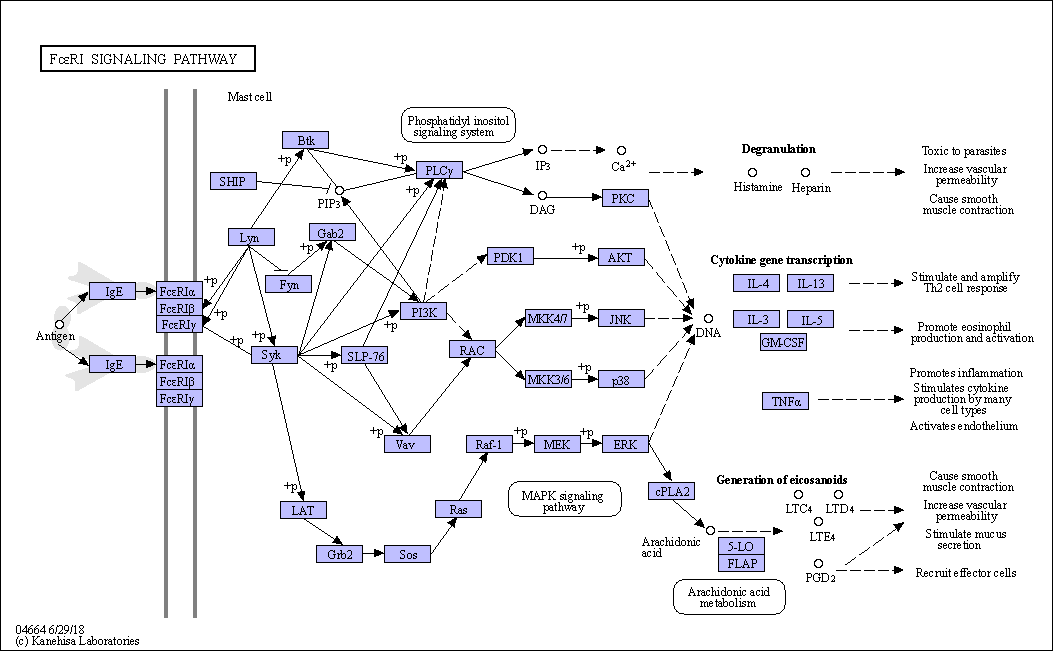 FcεRI SIGNALING PATHWAY
Mast cell
Phosphatidyl inositol
signaling system
Btk
+p
+p
PLCγ
+p
SHIP
PIP3
IP3
Ca2+
DAG
PKC
Degranulation
Histamine
Heparin
Toxic to parasites
Increase vascular
permeability
Cause smooth
muscle contraction
Lyn
Gab2
+p
Fyn
PDK1
+p
AKT
Cytokine gene transcription
IL-4
IL-13
IL-3
IL-5
GM-CSF
Stimulate and amplify
Th2 cell response
Promote eosinophil
production and activation
Antigen
IgE
FcεRIα
FcεRIβ
FcεRIγ
+p
+p
IgE
FcεRIα
FcεRIβ
FcεRIγ
+p
Syk
+p
SLP-76
PI3K
+p
RAC
MKK4/7
+p
JNK
MKK3/6
+p
p38
DNA
TNFα
Promotes inflammation
Stimulates cytokine
production by many
cell types
Activates endothelium
+p
Vav
Raf-1
+p
MEK
+p
ERK
MAPK signaling
pathway
+p
LAT
Grb2
Sos
Ras
cPLA2
Arachidonic
acid
5-LO
FLAP
Arachidonic acid
metabolism
Generation of eicosanoids
LTC4
LTD4
LTE4
PGD2
Cause smooth
muscle contraction
Increase vascular
permeability
Stimulate mucus
secretion
Recruit effector cells
04664 6/29/18
(c) Kanehisa Laboratories